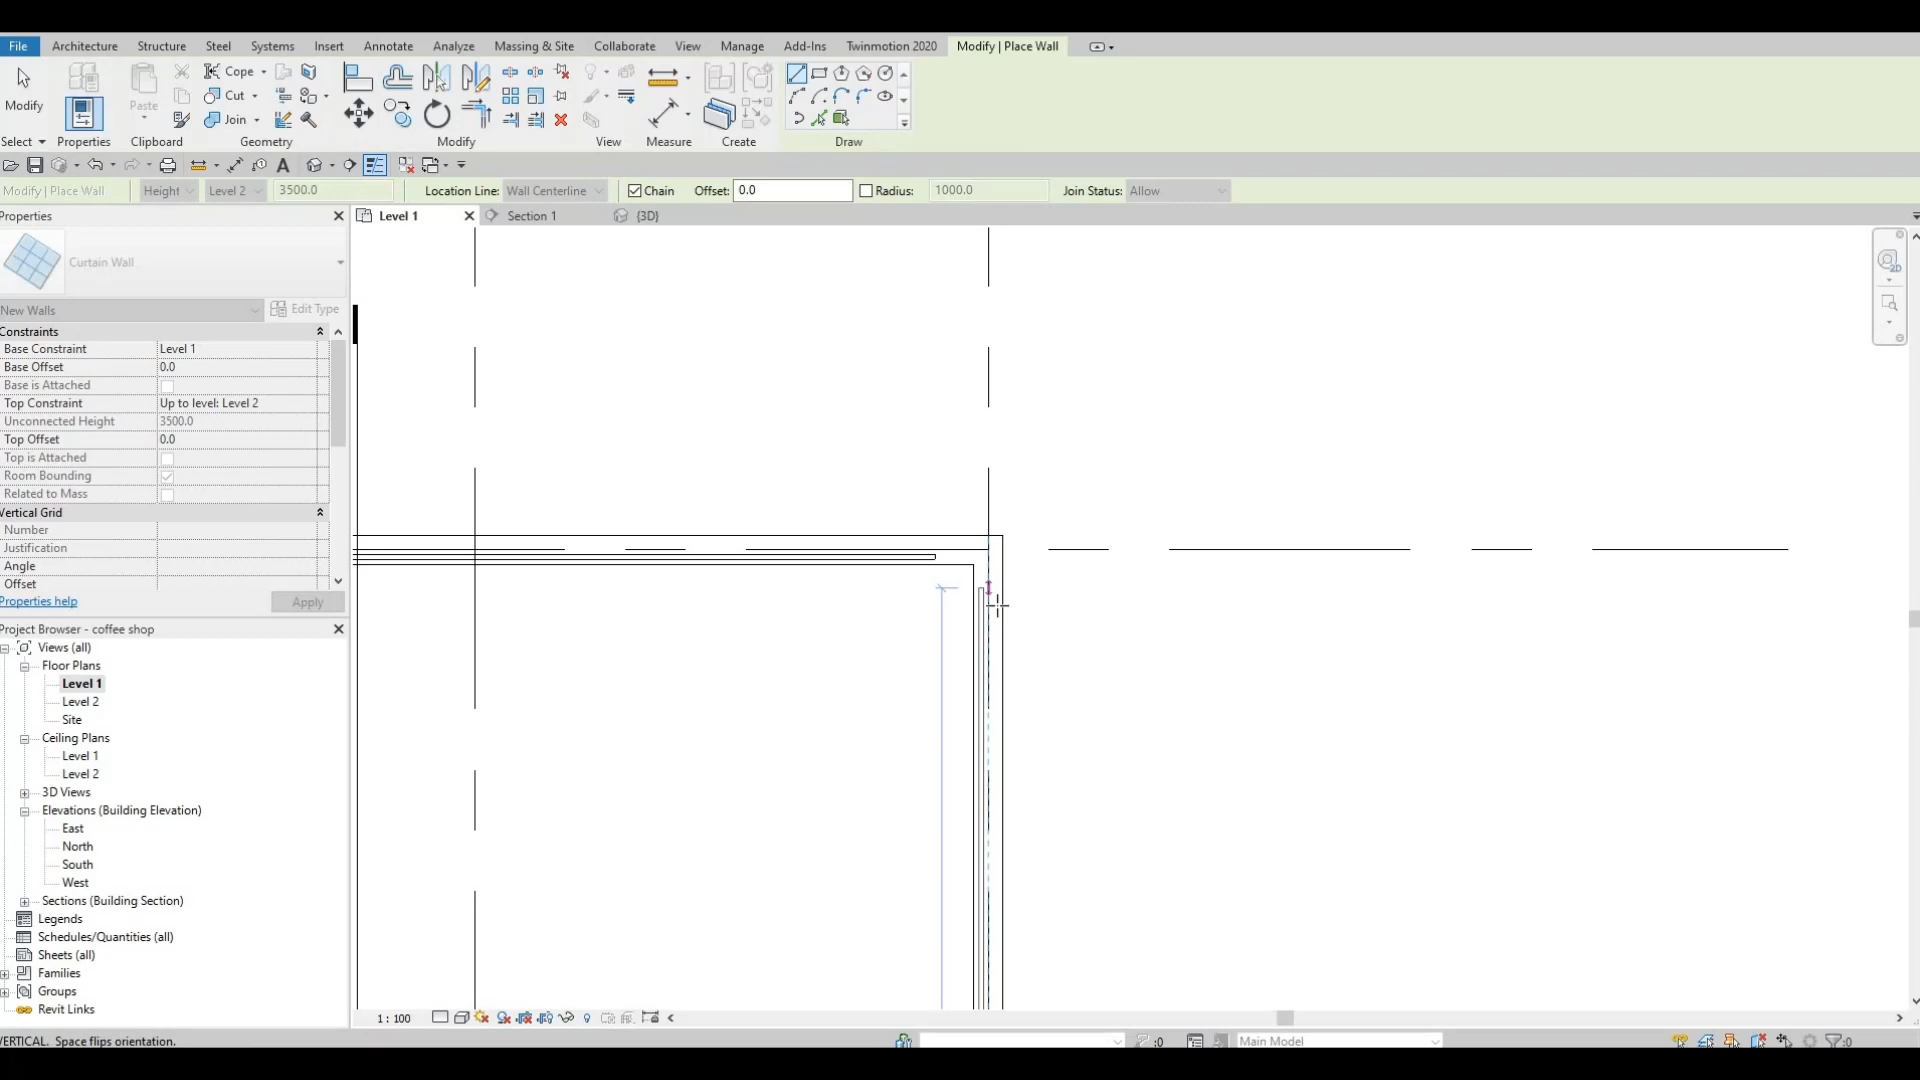 File Architecture Structure Steel Systems Insert Annotate Analyze Massing & Site Collaborate View Manage Add-Ins Twinmotion 2020 Modify | Place Wall
Modify Paste Cope Cut Join
Select Properties Clipboard Geometry Modify View Measure Create Draw
Modify | Place Wall Height Level 2 3500.0 Location Line: Wall Centerline Chain Offset: 0.0 Radius: 1000.0 Join Status: Allow
Properties
Level 1 Section 1 {3D}
Curtain Wall
New Walls Edit Type
Constraints
Base Constraint Level 1
Base Offset 0.0
Base is Attached
Top Constraint Up to level: Level 2
Unconnected Height 3500.0
Top Offset 0.0
Top is Attached
Room Bounding
Related to Mass
Vertical Grid
Number
Justification
Angle
Offset
Properties help Apply
Project Browser - coffee shop
Views (all)
Floor Plans
Level 1
Level 2
Site
Ceiling Plans
Level 1
Level 2
3D Views
Elevations (Building Elevation)
East
North
South
West
Sections (Building Section)
Legends
Schedules/Quantities (all)
Sheets (all)
Families
Groups
Revit Links
1 : 100
VERTICAL. Space flips orientation.
:0 Main Model :0
2D